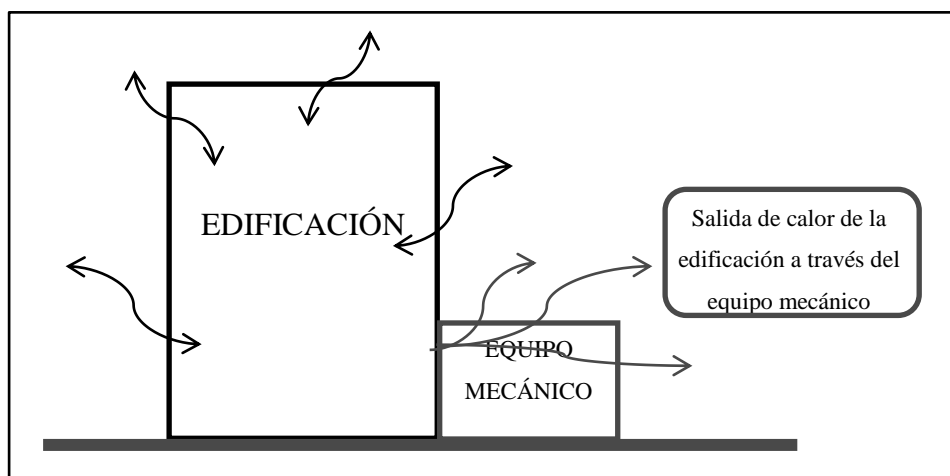 EDIFICACIÓN
Salida de calor de la
edificación a través del
equipo mecánico
EQUIPO
MECÁNICO